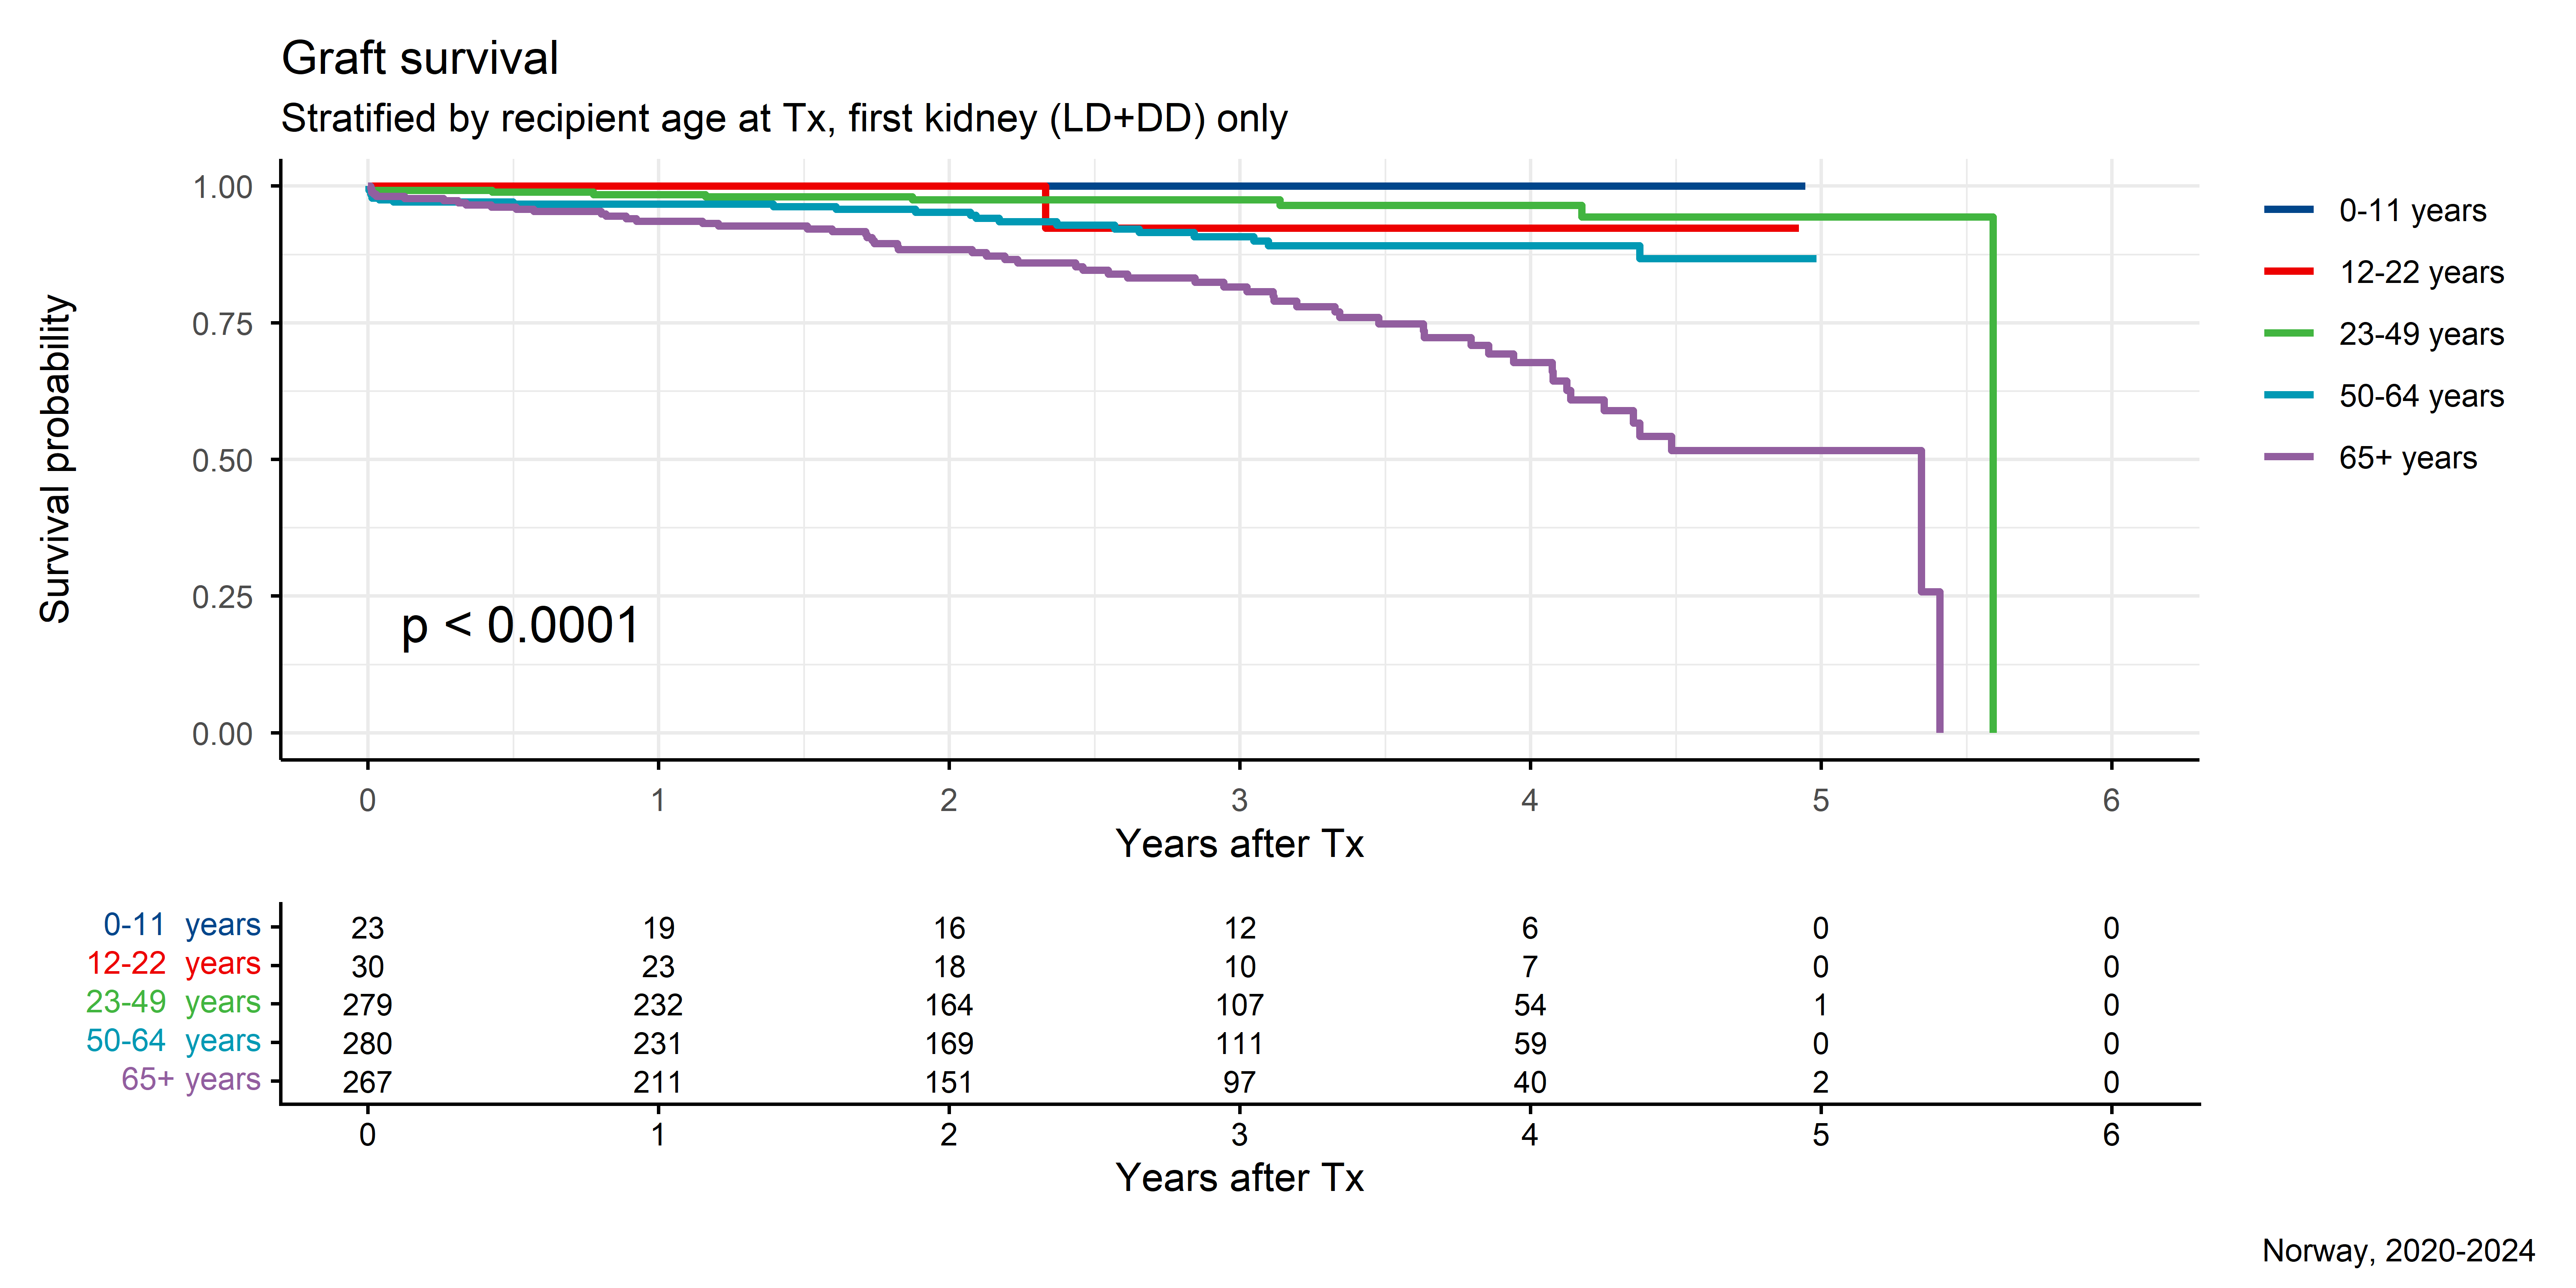 Graft survival
Stratified by recipient age at Tx, first kidney (LD+DD) only
Survival probability
1.00
0.75
0.50
0.25
0.00
p < 0.0001
0 1 2 3 4 5 6
Years after Tx
0-11 years
12-22 years
23-49 years
50-64 years
65+ years
0-11 years 23 19 16 12 6 0 0
12-22 years 30 23 18 10 7 0 0
23-49 years 279 232 164 107 54 1 0
50-64 years 280 231 169 111 59 0 0
65+ years 267 211 151 97 40 2 0
0 1 2 3 4 5 6
Years after Tx
Norway, 2020-2024